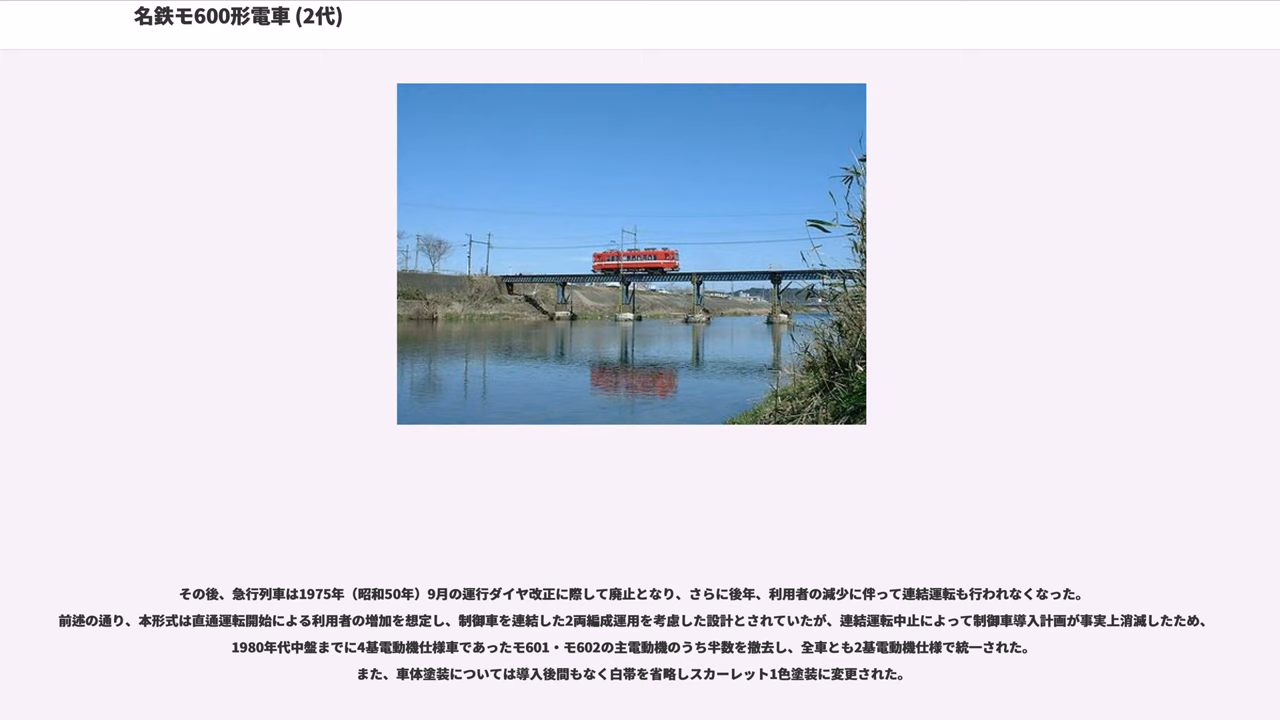 名鉄モ600形電車 (2代)
その後、急行列車は1975年（昭和50年）9月の運行ダイヤ改正に際して廃止となり、さらに後年、利用者の減少に伴って連結運転も行われなくなった。
前述の通り、本形式は直通運転開始による利用者の増加を想定し、制御車を連結した2両編成運用を考慮した設計とされていたが、連結運転中止によって制御車導入計画が事実上消滅したため、
1980年代中盤までに4基電動機仕様車であったモ601・モ602の主電動機のうち半数を撤去し、全車とも2基電動機仕様で統一された。
また、車体塗装については導入後間もなく白帯を省略しスカーレット1色塗装に変更された。